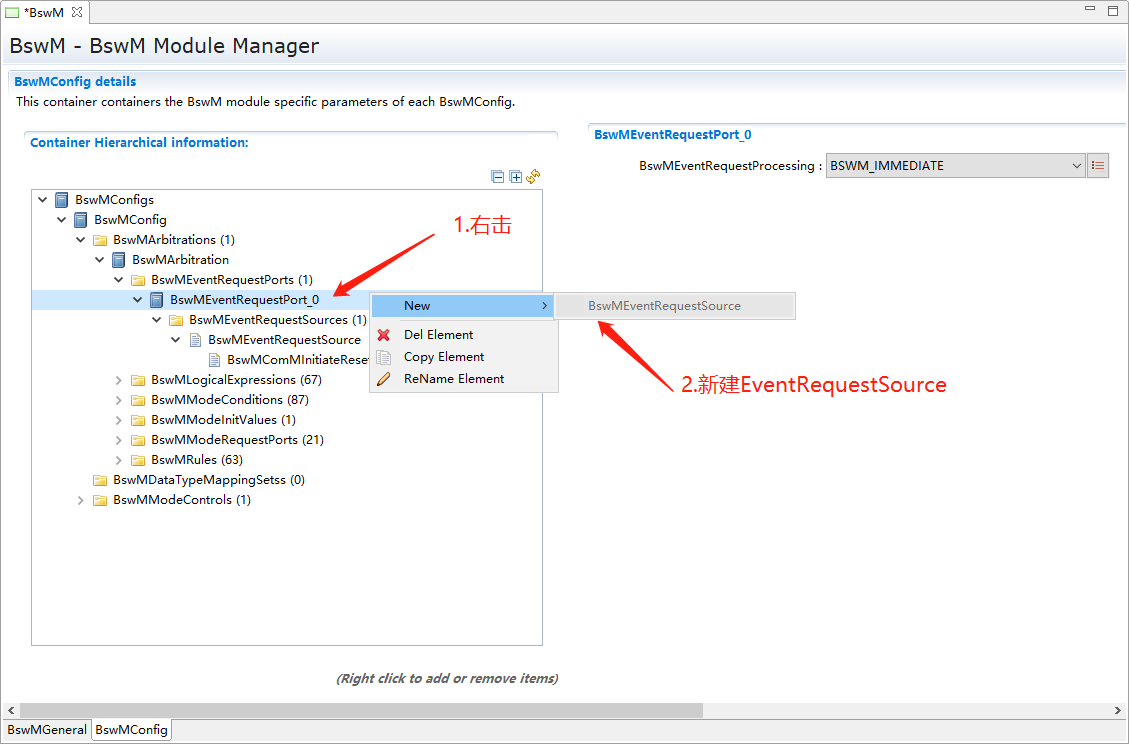 *BswM
BswM - BswM Module Manager
BswMConfig details
This container containers the BswM module specific parameters of each BswMConfig.
Container Hierarchical information:
BswMEventRequestPort_0
BswMEventRequestProcessing :
BSWM_IMMEDIATE
BswMConfigs
BswMConfig
BswMArbitrations (1)
BswMArbitration
BswMEventRequestPorts (1)
BswMEventRequestPort_0
BswMEventRequestSources (1)
BswMEventRequestSource
BswMComMInitiateReset
BswMLogicalExpressions (67)
BswMModeConditions (87)
BswMModeInitValues (1)
BswMModeRequestPorts (21)
BswMRules (63)
BswMDataTypeMappingSetss (0)
BswMModeControls (1)
1.右击
New
BswMEventRequestSource
Del Element
Copy Element
ReName Element
2.新建EventRequestSource
(Right click to add or remove items)
BswMGeneral
BswMConfig